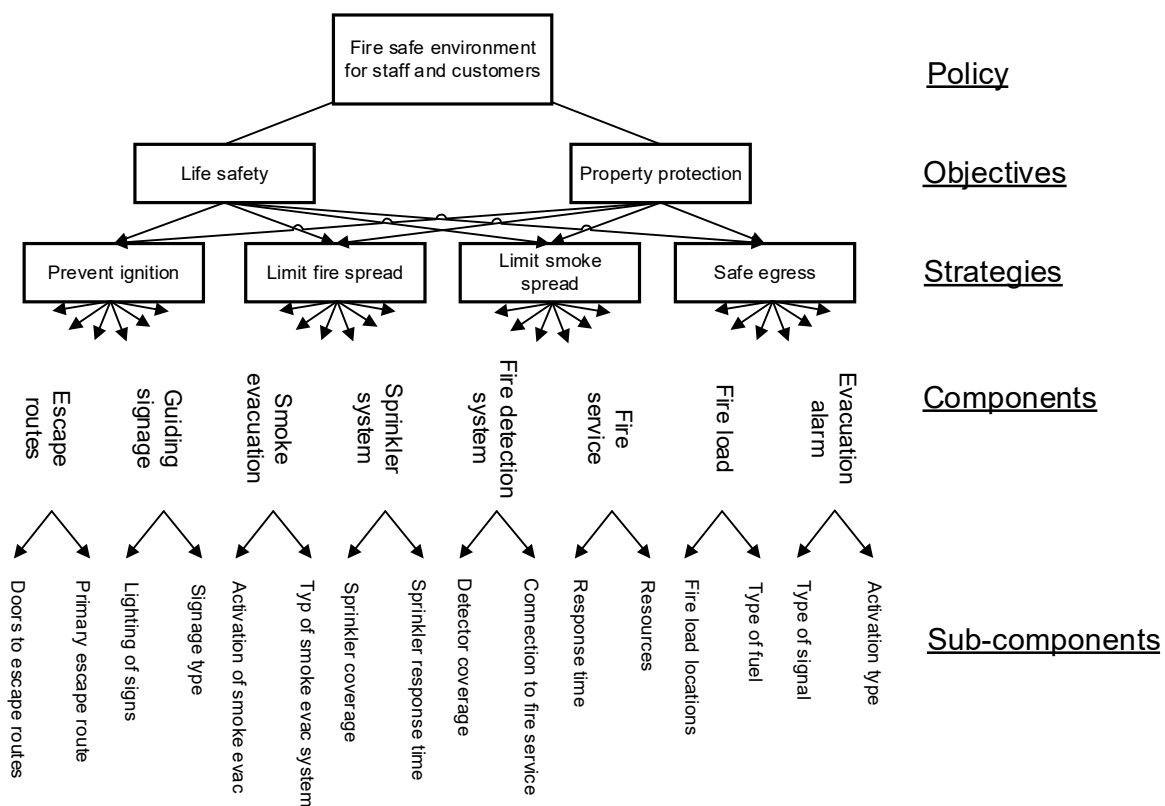 Fire safe environment
for staff and customers
Policy
Life safety
Property protection
Objectives
Prevent ignition
Limit fire spread
Limit smoke
spread
Safe egress
Strategies
Escape
routes
Guiding
signage
Smoke
evacuation
Sprinkler
system
Fire detection
system
Fire
service
Fire load
Evacuation
alarm
Components
Doors to escape routes
Primary escape route
Lighting of signs
Signage type
Activation of smoke evac
Typ of smoke evac system
Sprinkler coverage
Sprinkler response time
Detector coverage
Connection to fire service
Response time
Resources
Fire load locations
Type of fuel
Type of signal
Activation type
Sub-components